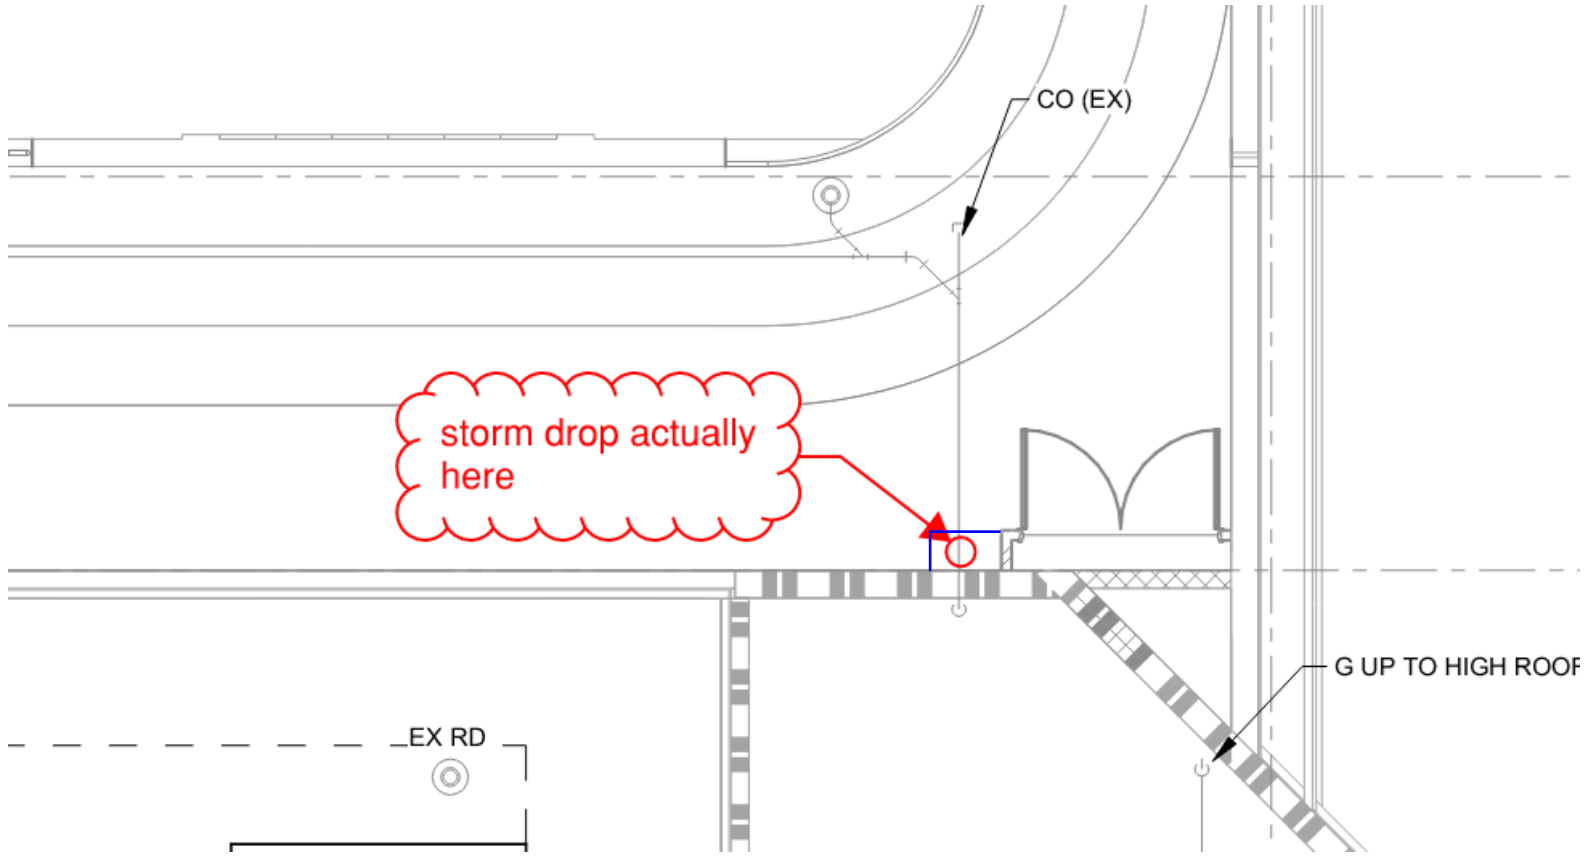 CO (EX)
storm drop actually
here
G UP TO HIGH ROOF
EX RD